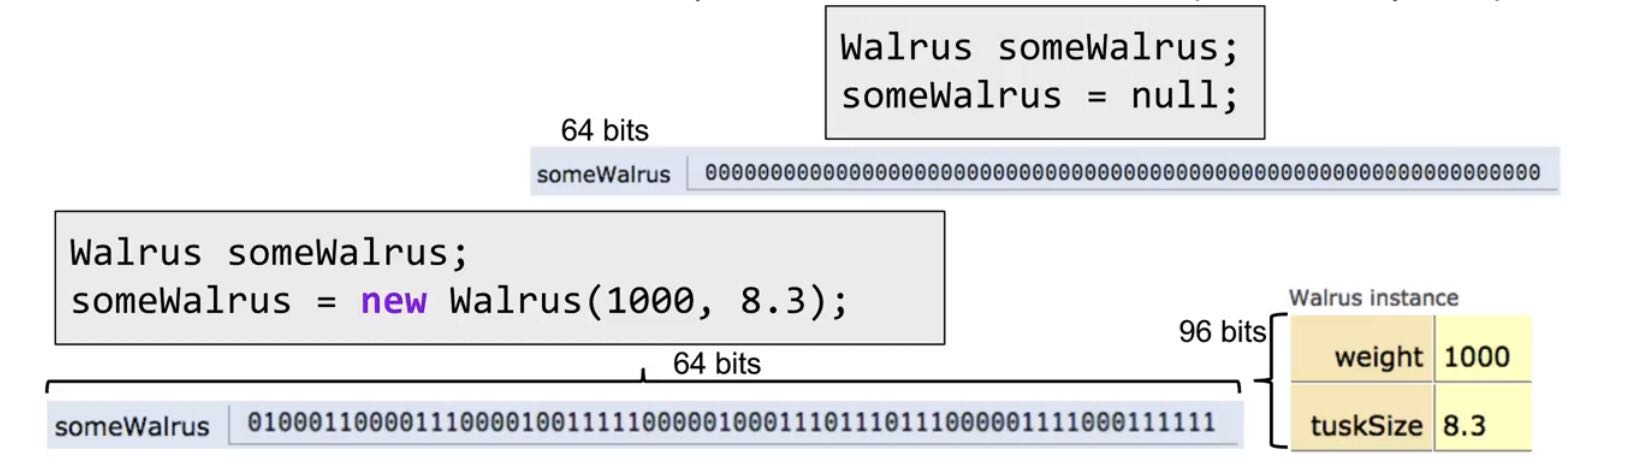 Walrus someWalrus;
someWalrus = null;
64 bits
someWalrus 0000000000000000000000000000000000000000000000000000000000000000
Walrus someWalrus;
someWalrus = new Walrus(1000, 8.3);
64 bits
someWalrus 0100011000011100001001111100000100011101110111000001111000111111
Walrus instance
96 bits
weight 1000
tuskSize 8.3